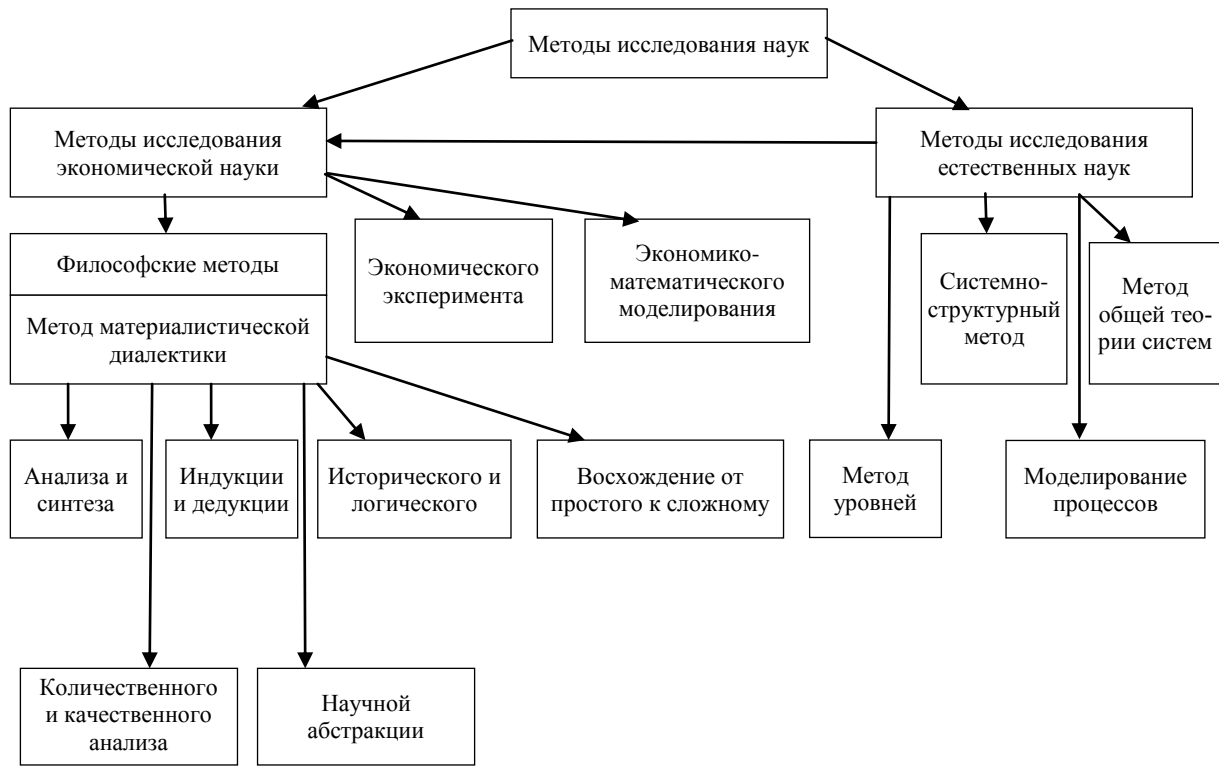 Методы исследования наук
Методы исследования
экономической науки
Методы исследования
естественных наук
Философские методы
Метод материалистической
диалектики
Экономического
эксперимента
Экономико-
математического
моделирования
Системно-
структурный
метод
Метод
общей тео-
рии систем
Анализа и
синтеза
Индукции
и дедукции
Исторического и
логического
Восхождение от
простого к сложному
Метод
уровней
Моделирование
процессов
Количественного
и качественного
анализа
Научной
абстракции